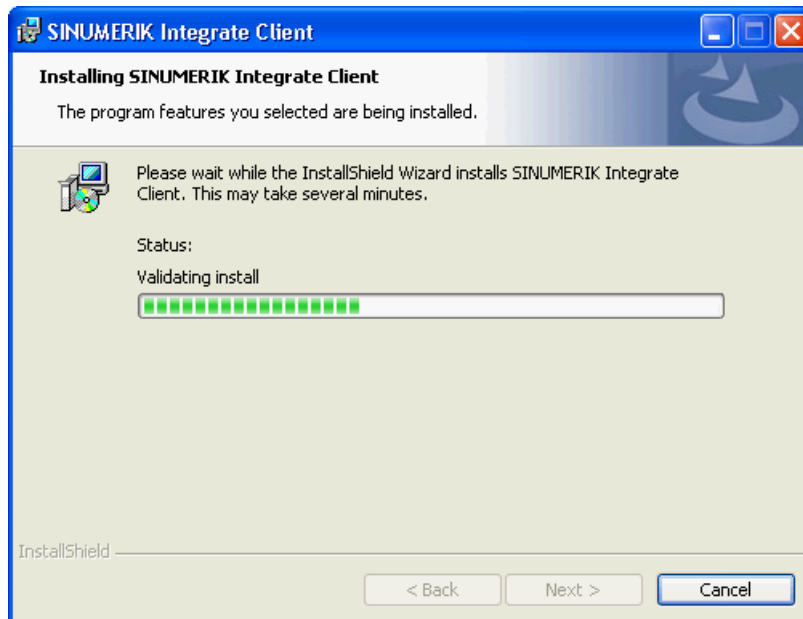 SINUMERIK Integrate Client
Installing SINUMERIK Integrate Client
The program features you selected are being installed.
Please wait while the InstallShield Wizard installs SINUMERIK Integrate
Client. This may take several minutes.
Status:
Validating install
InstallShield
< Back Next > Cancel